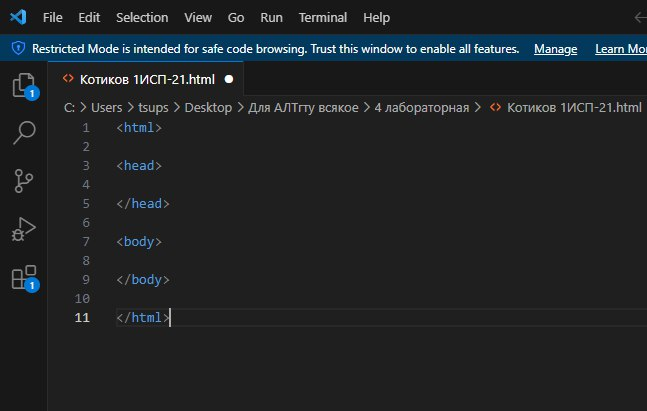 File Edit Selection View Go Run Terminal Help
Restricted Mode is intended for safe code browsing. Trust this window to enable all features. Manage Learn Mo
Котиков 1ИСП-21.html
C: > Users > tsups > Desktop > Для АЛТгту всякое > 4 лабораторная > Котиков 1ИСП-21.html
1 <html>
2
3 <head>
4
5 </head>
6
7 <body>
8
9 </body>
10
11 </html>
1
1